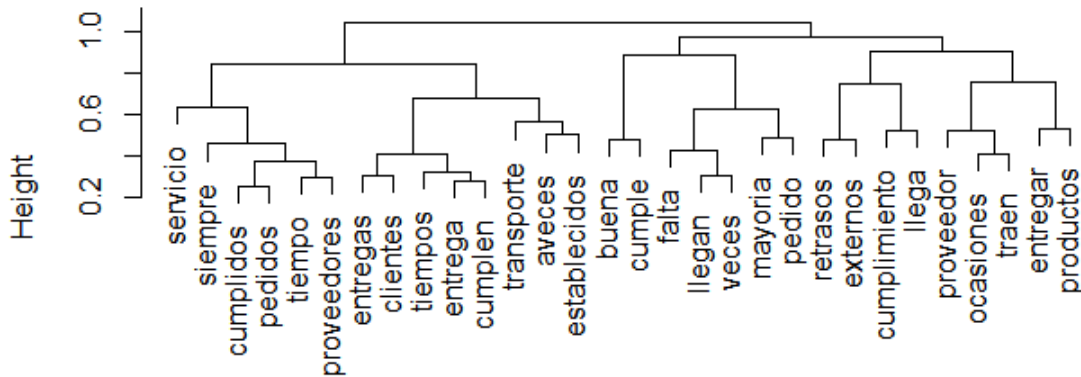 Height
1.0
0.6
0.2
servicio
siempre
cumplidos
pedidos
tiempo
proveedores
entregas
clientes
tiempos
entrega
cumplen
transporte
aveces
establecidos
buena
cumple
falta
llegan
veces
mayoria
pedido
retrasos
externos
cumplimiento
llega
proveedor
ocasiones
traen
entregar
productos